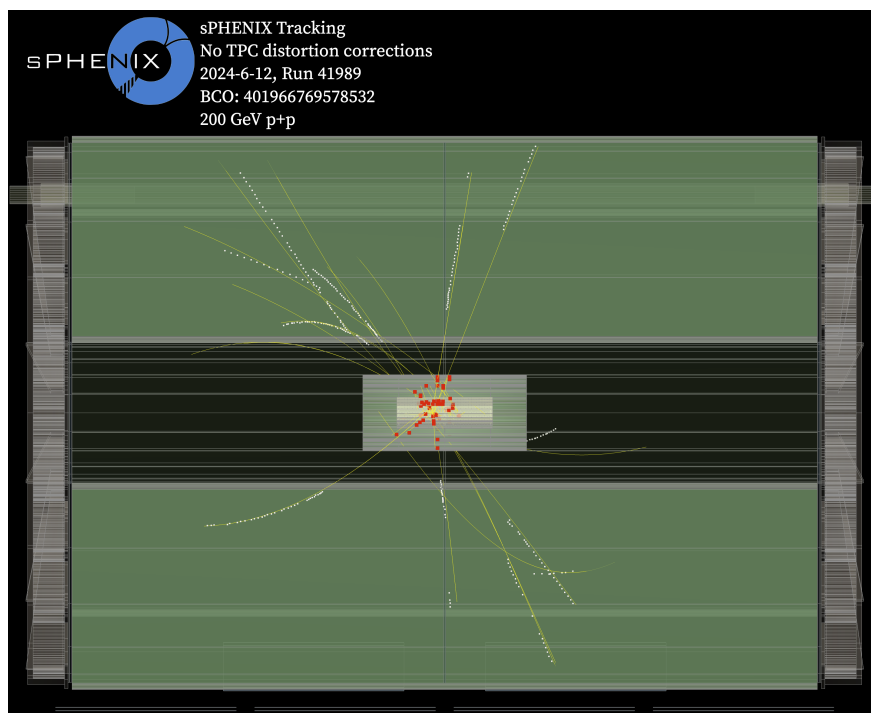 sPHENIX Tracking
No TPC distortion corrections
2024-6-12, Run 41989
BCO: 401966769578532
200 GeV p+p
sPHENIX